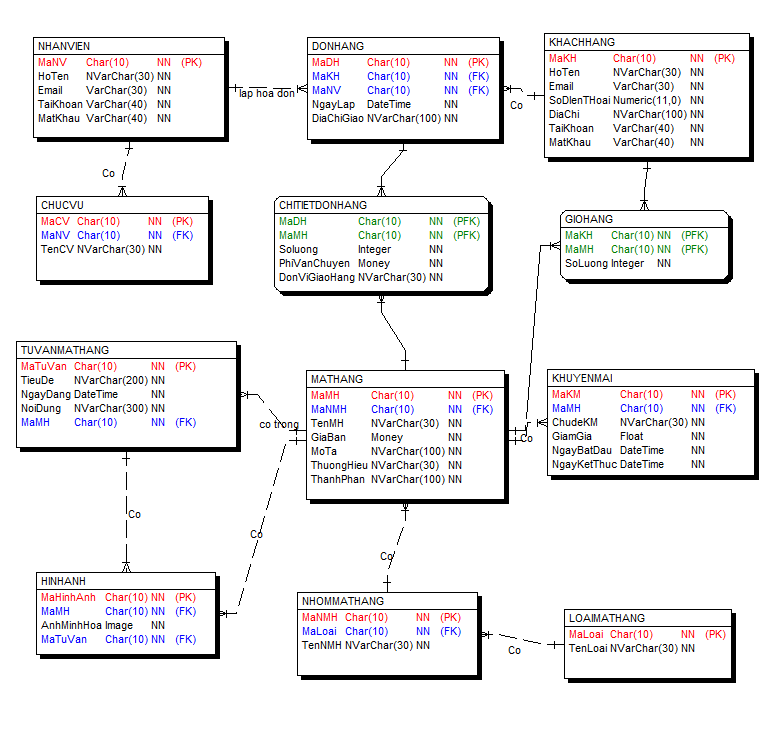 NHANVIEN
MaNV Char(10) NN (PK)
HoTen NVarChar(30) NN
Email VarChar(30) NN
TaiKhoan VarChar(40) NN
MatKhau VarChar(40) NN
lap hoa don
DONHANG
MaDH Char(10) NN (PK)
MaKH Char(10) NN (FK)
MaNV Char(10) NN (FK)
NgayLap DateTime NN
DiaChiGiao NVarChar(100) NN
Co
KHACHHANG
MaKH Char(10) NN (PK)
HoTen NVarChar(30) NN
Email VarChar(30) NN
SoDIenTHoai Numeric(11,0) NN
DiaChi NVarChar(100) NN
TaiKhoan VarChar(40) NN
MatKhau VarChar(40) NN
Co
CHUCVU
MaCV Char(10) NN (PK)
MaNV Char(10) NN (FK)
TenCV NVarChar(30) NN
CHITIETDONHANG
MaDH Char(10) NN (PFK)
MaMH Char(10) NN (PFK)
Soluong Integer NN
PhiVanChuyen Money NN
DonViGiaoHang NVarChar(30) NN
GIOHANG
MaKH Char(10) NN (PFK)
MaMH Char(10) NN (PFK)
SoLuong Integer NN
TUVANMATHANG
MaTuVan Char(10) NN (PK)
TieuDe NVarChar(200) NN
NgayDang DateTime NN
NoiDung NVarChar(300) NN
MaMH Char(10) NN (FK)
co trong
MATHANG
MaMH Char(10) NN (PK)
MaNMH Char(10) NN (FK)
TenMH NVarChar(30) NN
GiaBan Money NN
MoTa NVarChar(100) NN
ThuongHieu NVarChar(30) NN
ThanhPhan NVarChar(100) NN
Co
KHUYENMAI
MaKM Char(10) NN (PK)
MaMH Char(10) NN (FK)
ChudeKM NVarChar(30) NN
GiamGia Float NN
NgayBatDau DateTime NN
NgayKetThuc DateTime NN
Co
Co
Co
HINHANH
MaHinhAnh Char(10) NN (PK)
MaMH Char(10) NN (FK)
AnhMinhHoa Image NN
MaTuVan Char(10) NN (FK)
NHOMMATHANG
MaNMH Char(10) NN (PK)
MaLoai Char(10) NN (FK)
TenNMH NVarChar(30) NN
Co
LOAIMATHANG
MaLoai Char(10) NN (PK)
TenLoai NVarChar(30) NN